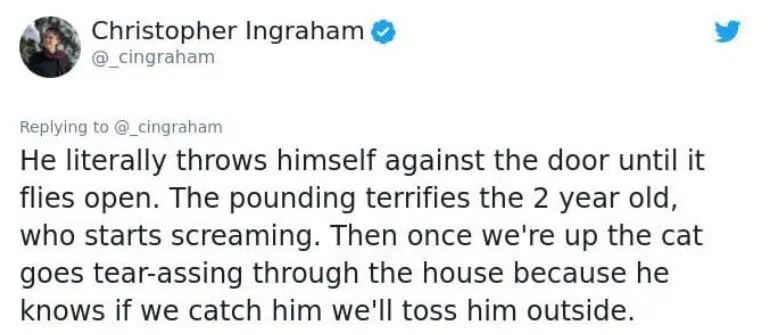 Christopher Ingraham
@_cingraham
Replying to @_cingraham
He literally throws himself against the door until it
flies open. The pounding terrifies the 2 year old,
who starts screaming. Then once we're up the cat
goes tear-assing through the house because he
knows if we catch him we'll toss him outside.